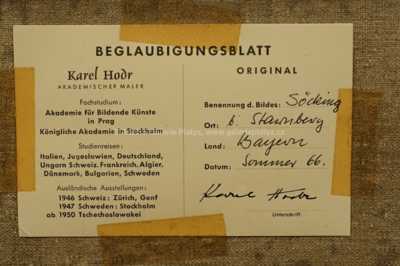 BEGLAUBIGUNGSBLATT
Karel Hodr
AKADEMISCHER MALER
Fachstudium:
Akademie für Bildende Künste
in Prag
Königliche Akademie in Stockholm
Studienreisen:
Italien, Jugoslawien, Deutschland,
Ungarn Schweiz, Frankreich, Algier,
Dänemark, Bulgarien, Schweden
Ausländische Ausstellungen:
1946 Schweiz: Zürich, Genf
1947 Schweden: Stockholm
ab 1950 Tschechoslowakei
ORIGINAL
Benennung d. Bildes: Söcking
Ort: b. Starnberg
Land: Bayern
Datum: Sommer 66.
Karel Hodr
Unterschrift